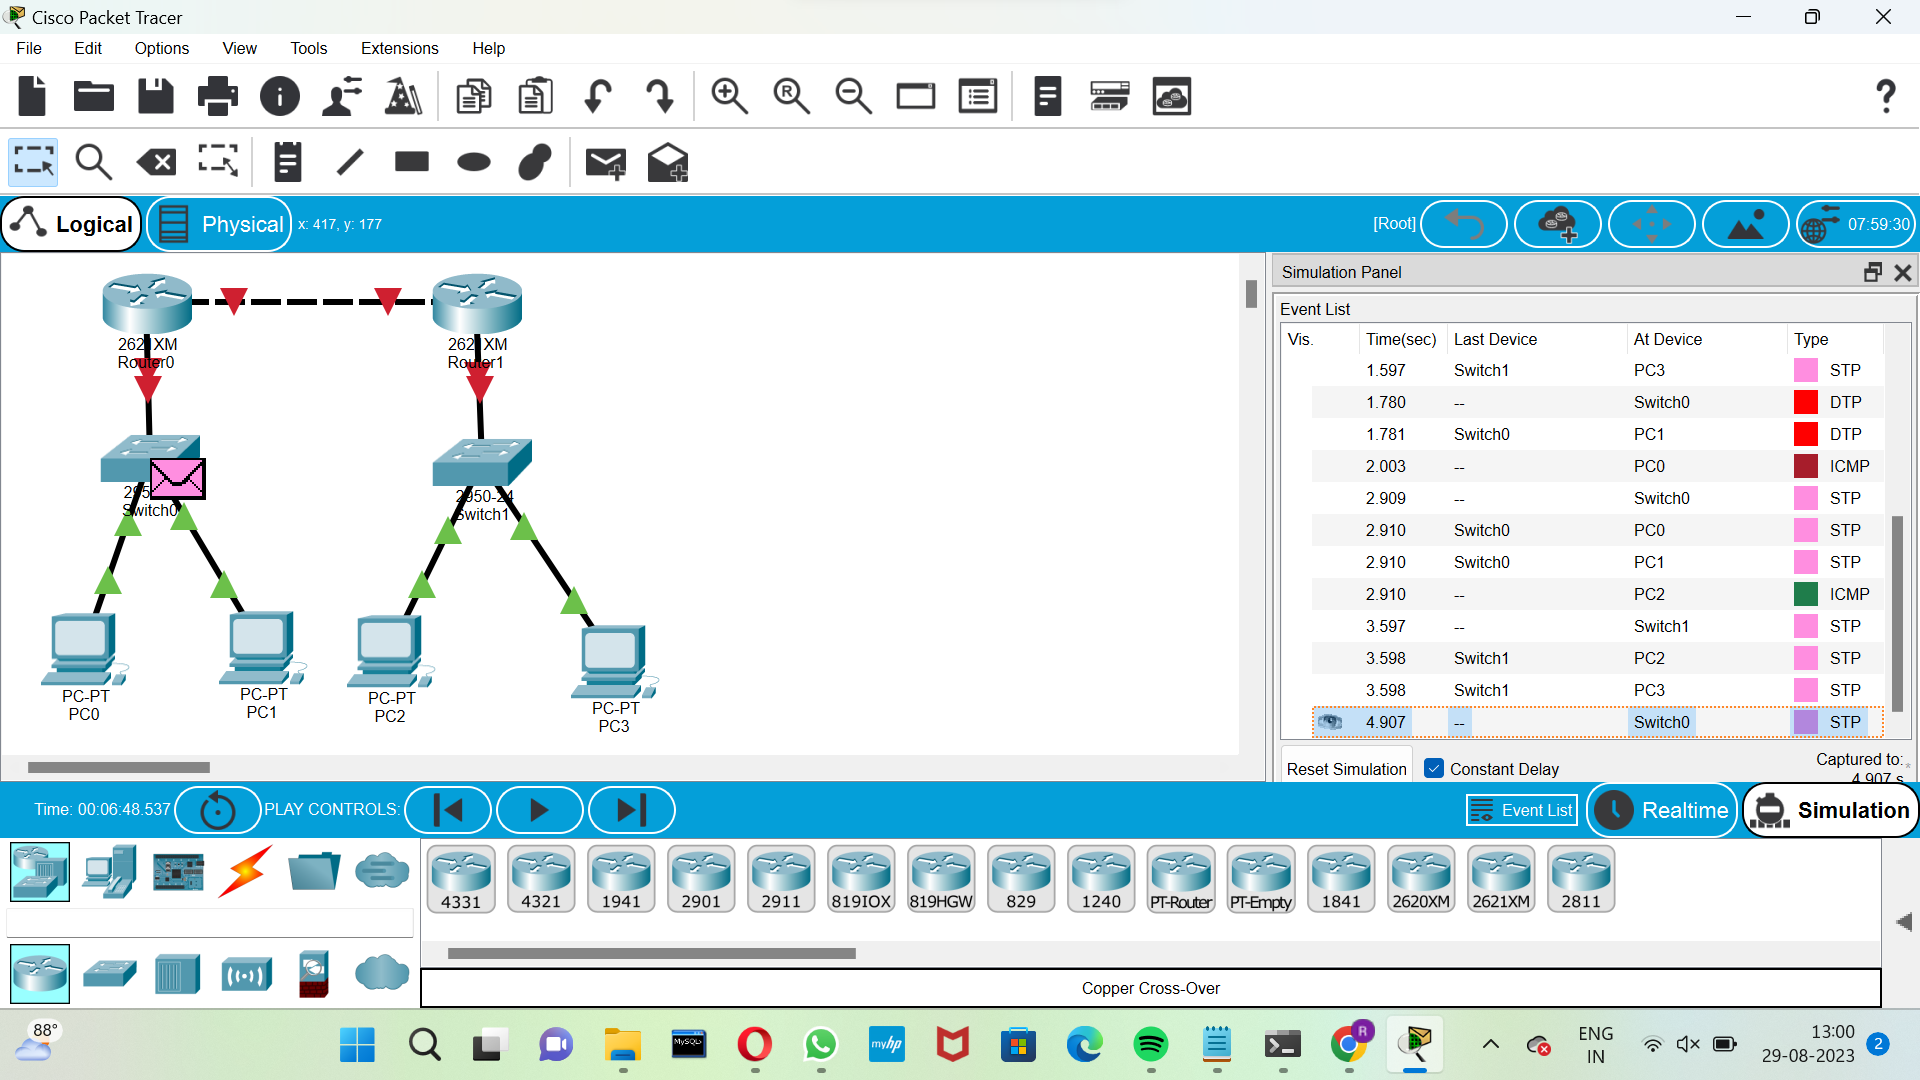 Cisco Packet Tracer
File Edit Options View Tools Extensions Help
Logical Physical x: 417, y: 177 [Root] 07:59:30
2621XM
Router0
2621XM
Router1
Switch0
2950-24
Switch1
PC-PT
PC0
PC-PT
PC1
PC-PT
PC2
PC-PT
PC3
Simulation Panel
Event List
Vis. Time(sec) Last Device At Device Type
1.597 Switch1 PC3 STP
1.780 -- Switch0 DTP
1.781 Switch0 PC1 DTP
2.003 -- PC0 ICMP
2.909 -- Switch0 STP
2.910 Switch0 PC0 STP
2.910 Switch0 PC1 STP
2.910 -- PC2 ICMP
3.597 -- Switch1 STP
3.598 Switch1 PC2 STP
3.598 Switch1 PC3 STP
4.907 -- Switch0 STP
Reset Simulation Constant Delay Captured to:*
4.907 s
Time: 00:06:48.537 PLAY CONTROLS: Event List Realtime Simulation
4331 4321 1941 2901 2911 819IOX 819HGW 829 1240 PT-Router PT-Empty 1841 2620XM 2621XM 2811
Copper Cross-Over
88°
MySQL
myhp
R
ENG
IN
13:00
29-08-2023
2